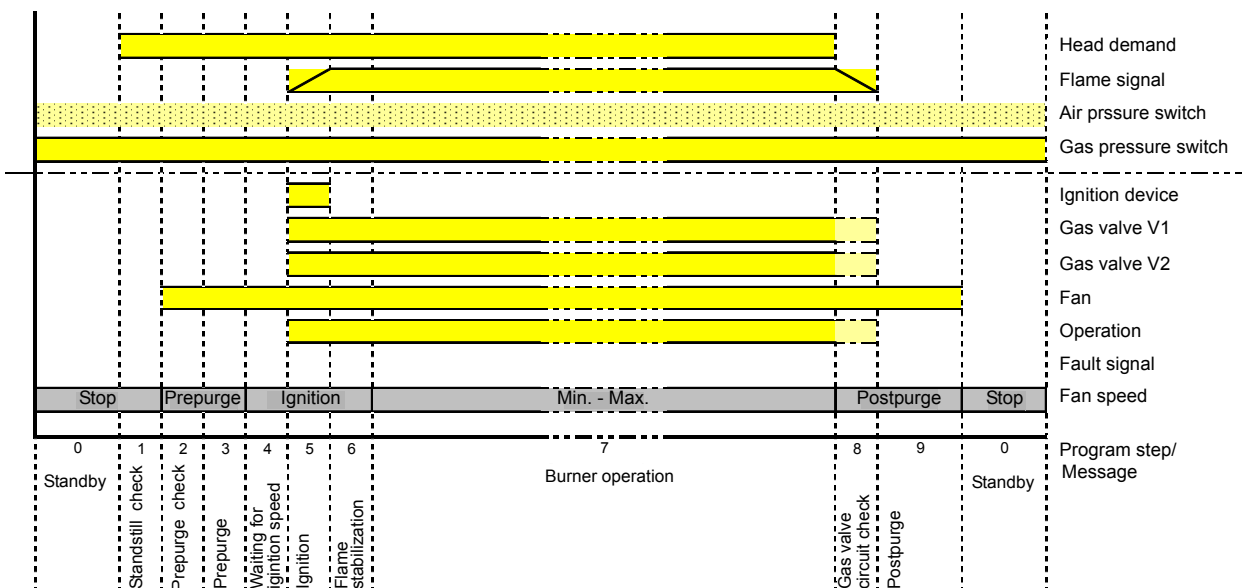 Head demand
Flame signal
Air prssure switch
Gas pressure switch
Ignition device
Gas valve V1
Gas valve V2
Fan
Operation
Fault signal
Stop Prepurge Ignition Min. - Max. Postpurge Stop Fan speed
0 1 2 3 4 5 6 7 8 9 0 Program step/
Message
Standby
Standstill check
Prepurge check
Prepurge
Waiting for
igintion speed
Ignition
Flame
stabilization
Burner operation
Gas valve
circuit check
Postpurge
Standby